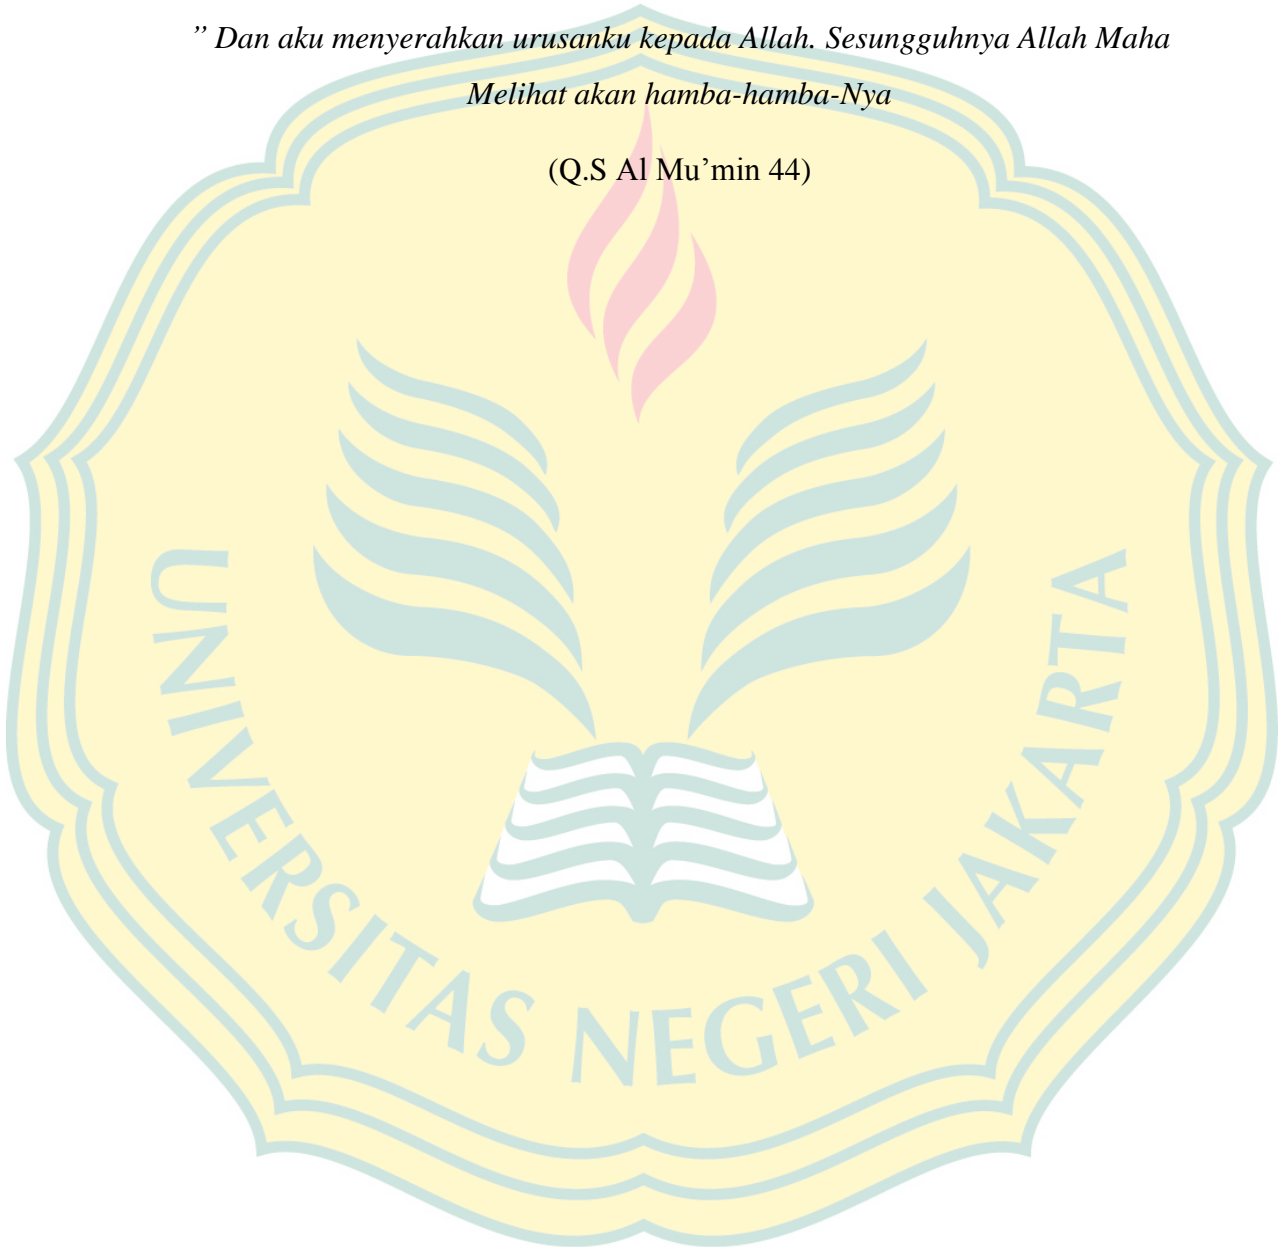 ” Dan aku menyerahkan urusanku kepada Allah. Sesungguhnya Allah Maha
Melihat akan hamba-hamba-Nya
(Q.S Al Mu’min 44)
UNIVERSITAS NEGERI JAKARTA